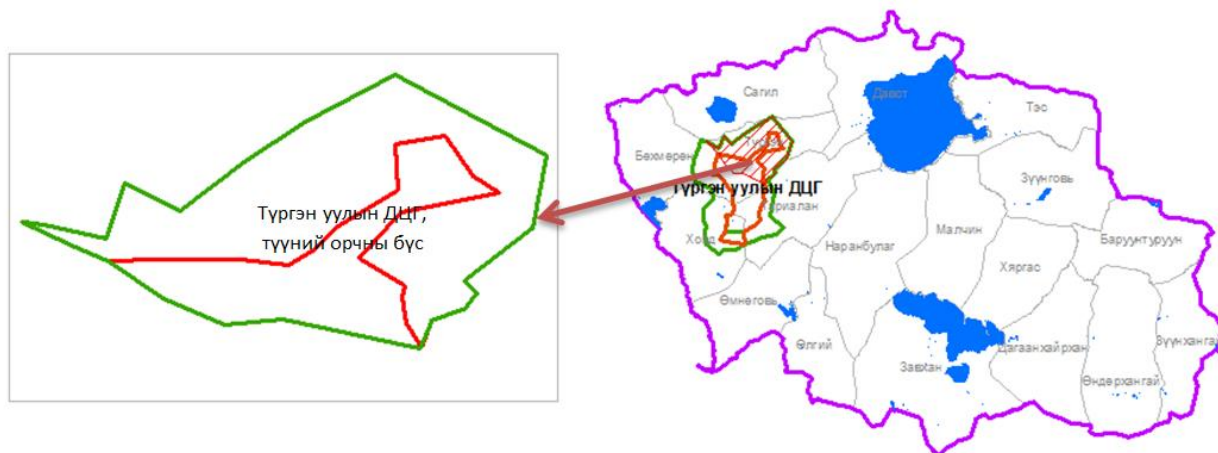 Түргэн уулын ДЦГ,
түүний орчны бүс
Сагил
Давст
Тэс
Бөхмөрөн
Зүүнговь
түргэн уулын ДЦГ
Ховд
Наранбулаг
Малчин
Баруунтуруун
Хяргас
Өмнөговь
Өлгий
Завхан
Цагаанхайрхан
Зүүнхангай
Өндөрхангай